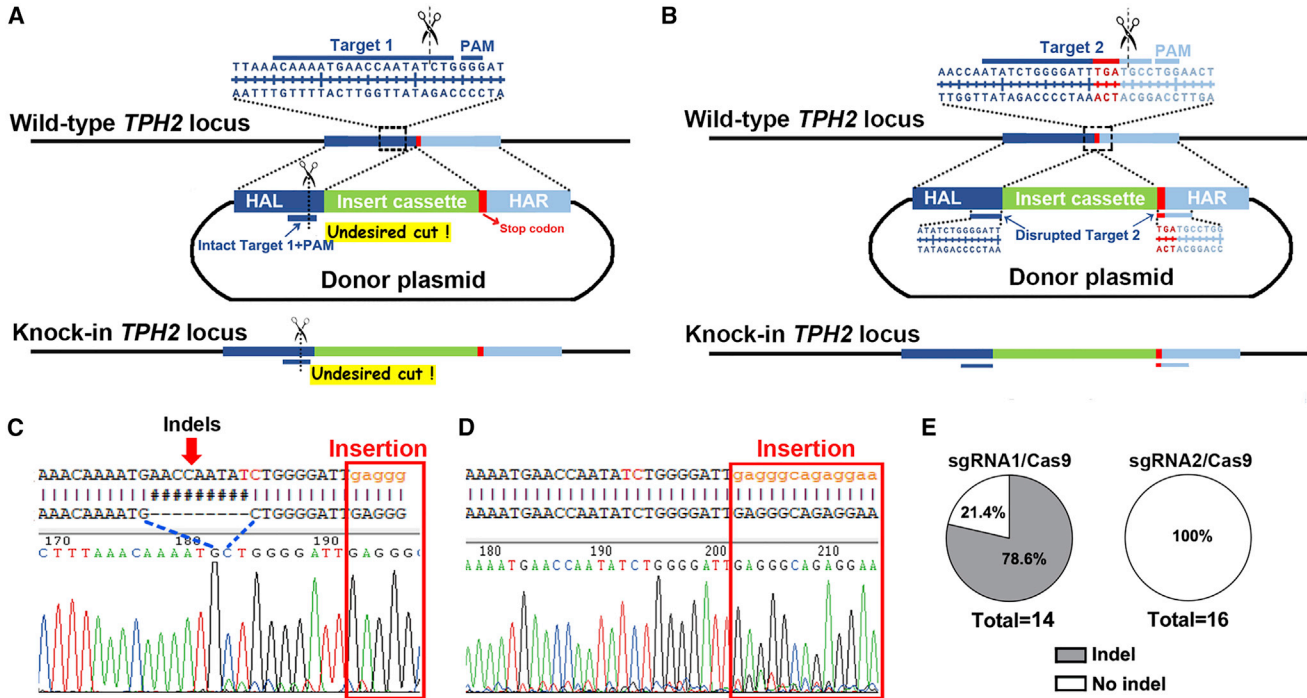 A
Target 1
PAM
TTAAACAAAATGAACCAATATCTGGGGAT
AATTTGTTTTACTTGGTTATAGACCCCTA
Wild-type TPH2 locus
HAL
Insert cassette
HAR
Intact Target 1+PAM
Undesired cut !
Stop codon
Donor plasmid
Knock-in TPH2 locus
Undesired cut !
B
Target 2
PAM
AACCAATATCTGGGGATTTGATGCCTGGAACT
TTGGTTATAGACCCCTAAACTACGGACCTTGA
Wild-type TPH2 locus
HAL
Insert cassette
HAR
Disrupted Target 2
ATATCTGGGGATT
TATAGACCCCTAA
TGATGCCTGG
ACTACGGACC
Donor plasmid
Knock-in TPH2 locus
C
Indels
Insertion
AAACAAAATGAACCAATATCTGGGGATTgaggg
#########
AAACAAAATG---------CTGGGGATTGAGGG
170 180 190
CTTTAAACAAAATGCTGGGGATTGAGGGC
D
Insertion
AAAATGAACCAATATCTGGGGATTgagggcagaggaa
AAAATGAACCAATATCTGGGGATTGAGGGCAGAGGAA
180 190 200 210
AAAATGAACCAATATCTGGGGATTGAGGGCAGAGGAA
E
sgRNA1/Cas9
21.4%
78.6%
Total=14
sgRNA2/Cas9
100%
Total=16
Indel
No indel